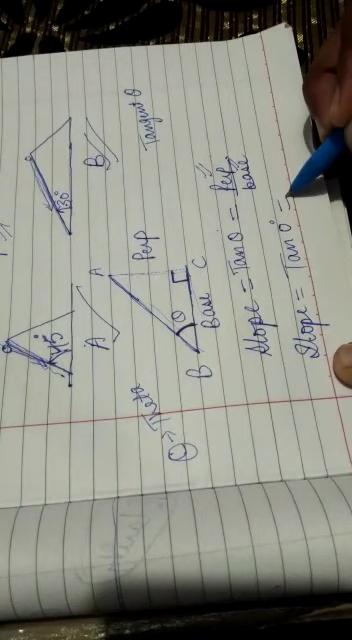 45°
30°
A
B
Tangent θ
θ ⇒ Theta
A
Perp
θ
B
Base
C
Slope = Tan θ = Perp
base
Slope = Tan 0° =